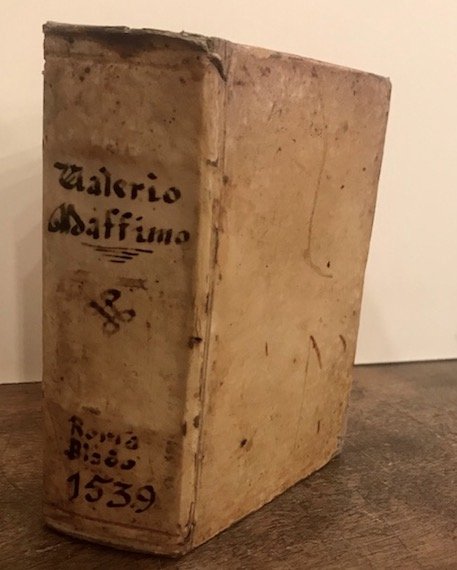 Valerio
Maſſimo
Roma
Blado
1539